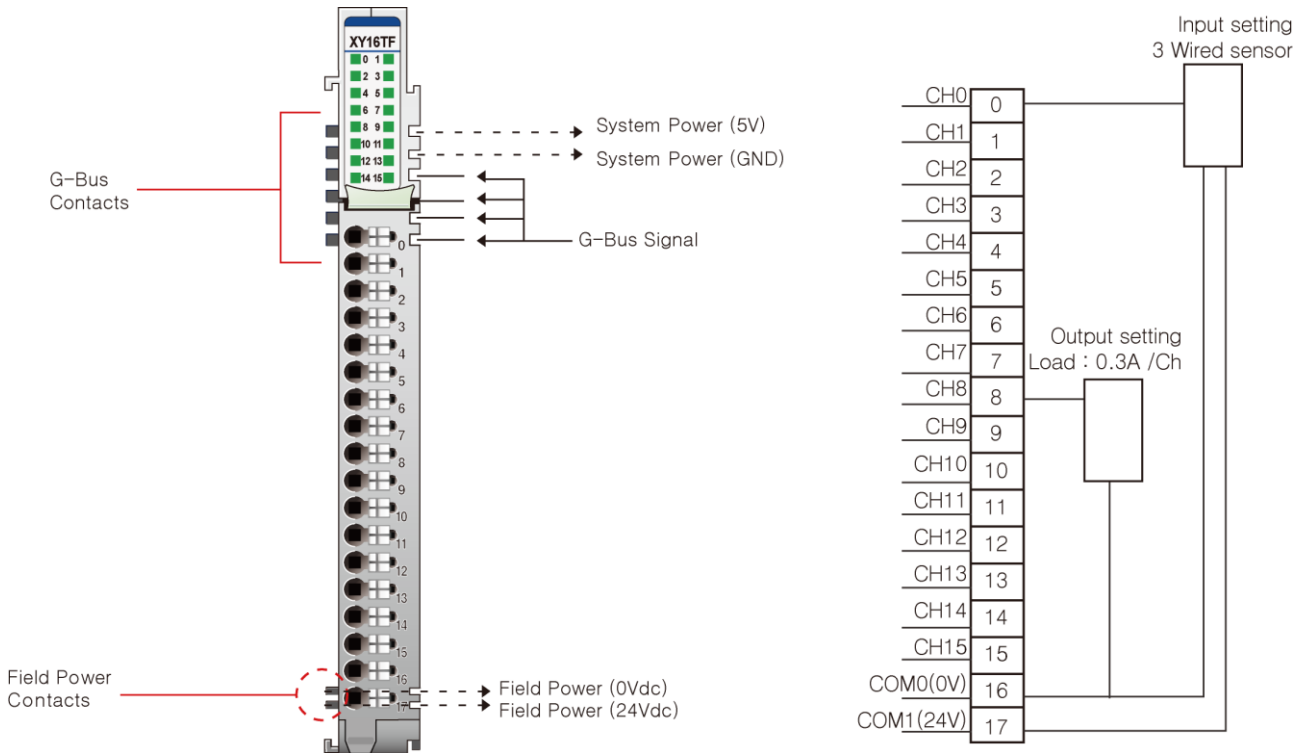 XY16TF
0 1
2 3
4 5
6 7
8 9
10 11
12 13
14 15
G-Bus
Contacts
System Power (5V)
System Power (GND)
G-Bus Signal
0
1
2
3
4
5
6
7
8
9
10
11
12
13
14
15
16
17
Field Power
Contacts
Field Power (0Vdc)
Field Power (24Vdc)
Input setting
3 Wired sensor
CH0 0
CH1 1
CH2 2
CH3 3
CH4 4
CH5 5
CH6 6
CH7 7
CH8 8
CH9 9
CH10 10
CH11 11
CH12 12
CH13 13
CH14 14
CH15 15
COM0(0V) 16
COM1(24V) 17
Output setting
Load : 0.3A /Ch